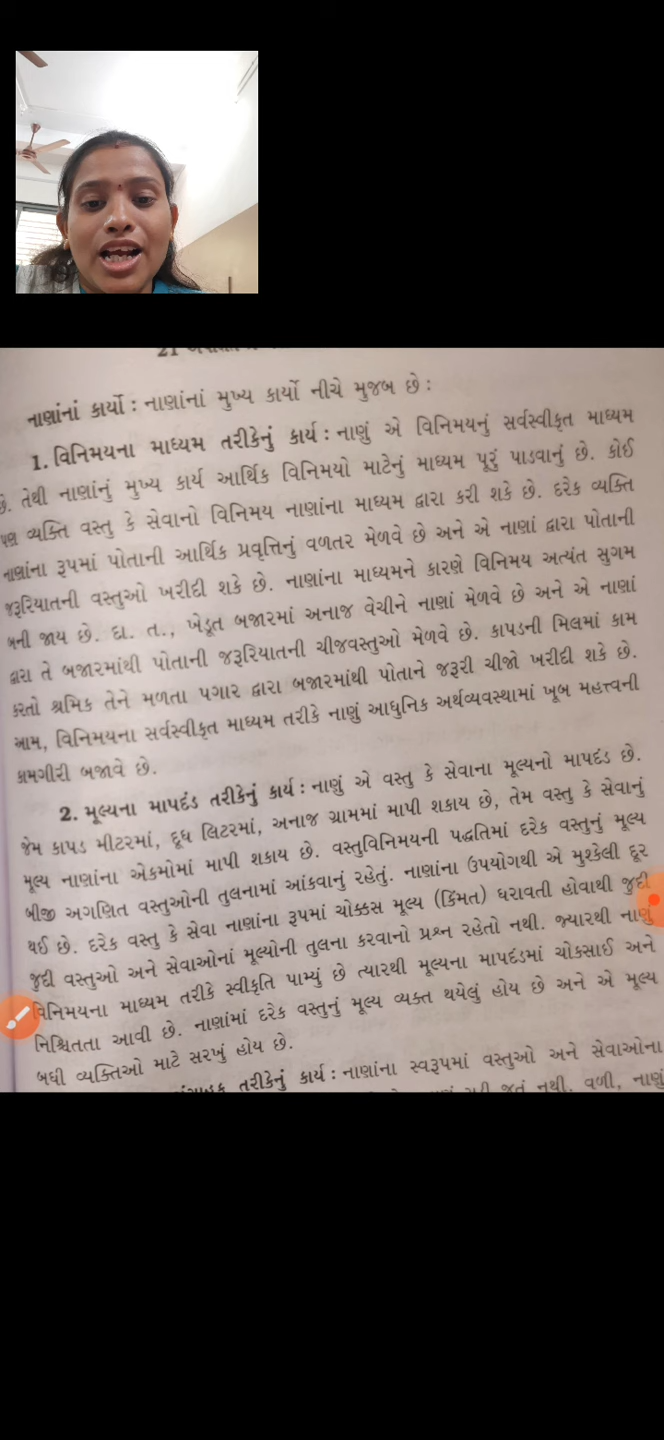 નાણાંનાં કાર્યો : નાણાંનાં મુખ્ય કાર્યો નીચે મુજબ છે :
1. વિનિમયના માધ્યમ તરીકેનું કાર્ય : નાણું એ વિનિમયનું સર્વસ્વીકૃત માધ્યમ
છે. તેથી નાણાંનું મુખ્ય કાર્ય આર્થિક વિનિમયો માટેનું માધ્યમ પૂરું પાડવાનું છે. કોઈ
પણ વ્યક્તિ વસ્તુ કે સેવાનો વિનિમય નાણાંના માધ્યમ દ્વારા કરી શકે છે. દરેક વ્યક્તિ
નાણાંના રૂપમાં પોતાની આર્થિક પ્રવૃત્તિનું વળતર મેળવે છે અને એ નાણાં દ્વારા પોતાની
જરૂરિયાતની વસ્તુઓ ખરીદી શકે છે. નાણાંના માધ્યમને કારણે વિનિમય અત્યંત સુગમ
બની જાય છે. દા. ત., ખેડૂત બજારમાં અનાજ વેચીને નાણાં મેળવે છે અને એ નાણાં
દ્વારા તે બજારમાંથી પોતાની જરૂરિયાતની ચીજવસ્તુઓ મેળવે છે. કાપડની મિલમાં કામ
કરતો શ્રમિક તેને મળતા પગાર દ્વારા બજારમાંથી પોતાને જરૂરી ચીજો ખરીદી શકે છે.
આમ, વિનિમયના સર્વસ્વીકૃત માધ્યમ તરીકે નાણું આધુનિક અર્થવ્યવસ્થામાં ખૂબ મહત્ત્વની
કામગીરી બજાવે છે.
2. મૂલ્યના માપદંડ તરીકેનું કાર્ય : નાણું એ વસ્તુ કે સેવાના મૂલ્યનો માપદંડ છે.
જેમ કાપડ મીટરમાં, દૂધ લિટરમાં, અનાજ ગ્રામમાં માપી શકાય છે, તેમ વસ્તુ કે સેવાનું
મૂલ્ય નાણાંના એકમોમાં માપી શકાય છે. વસ્તુવિનિમયની પદ્ધતિમાં દરેક વસ્તુનું મૂલ્ય
બીજી અગણિત વસ્તુઓની તુલનામાં આંકવાનું રહેતું. નાણાંના ઉપયોગથી એ મુશ્કેલી દૂર
થઈ છે. દરેક વસ્તુ કે સેવા નાણાંના રૂપમાં ચોક્કસ મૂલ્ય (કિંમત) ધરાવતી હોવાથી જુદી
જુદી વસ્તુઓ અને સેવાઓનાં મૂલ્યોની તુલના કરવાનો પ્રશ્ન રહેતો નથી. જ્યારથી નાણું
વિનિમયના માધ્યમ તરીકે સ્વીકૃતિ પામ્યું છે ત્યારથી મૂલ્યના માપદંડમાં ચોકસાઈ અને
નિશ્ચિતતા આવી છે. નાણાંમાં દરેક વસ્તુનું મૂલ્ય વ્યક્ત થયેલું હોય છે અને એ મૂલ્ય
બધી વ્યક્તિઓ માટે સરખું હોય છે.
તરીકેનું કાર્ય : નાણાંના સ્વરૂપમાં વસ્તુઓ અને સેવાઓના
જતું નથી. વળી, નાણું